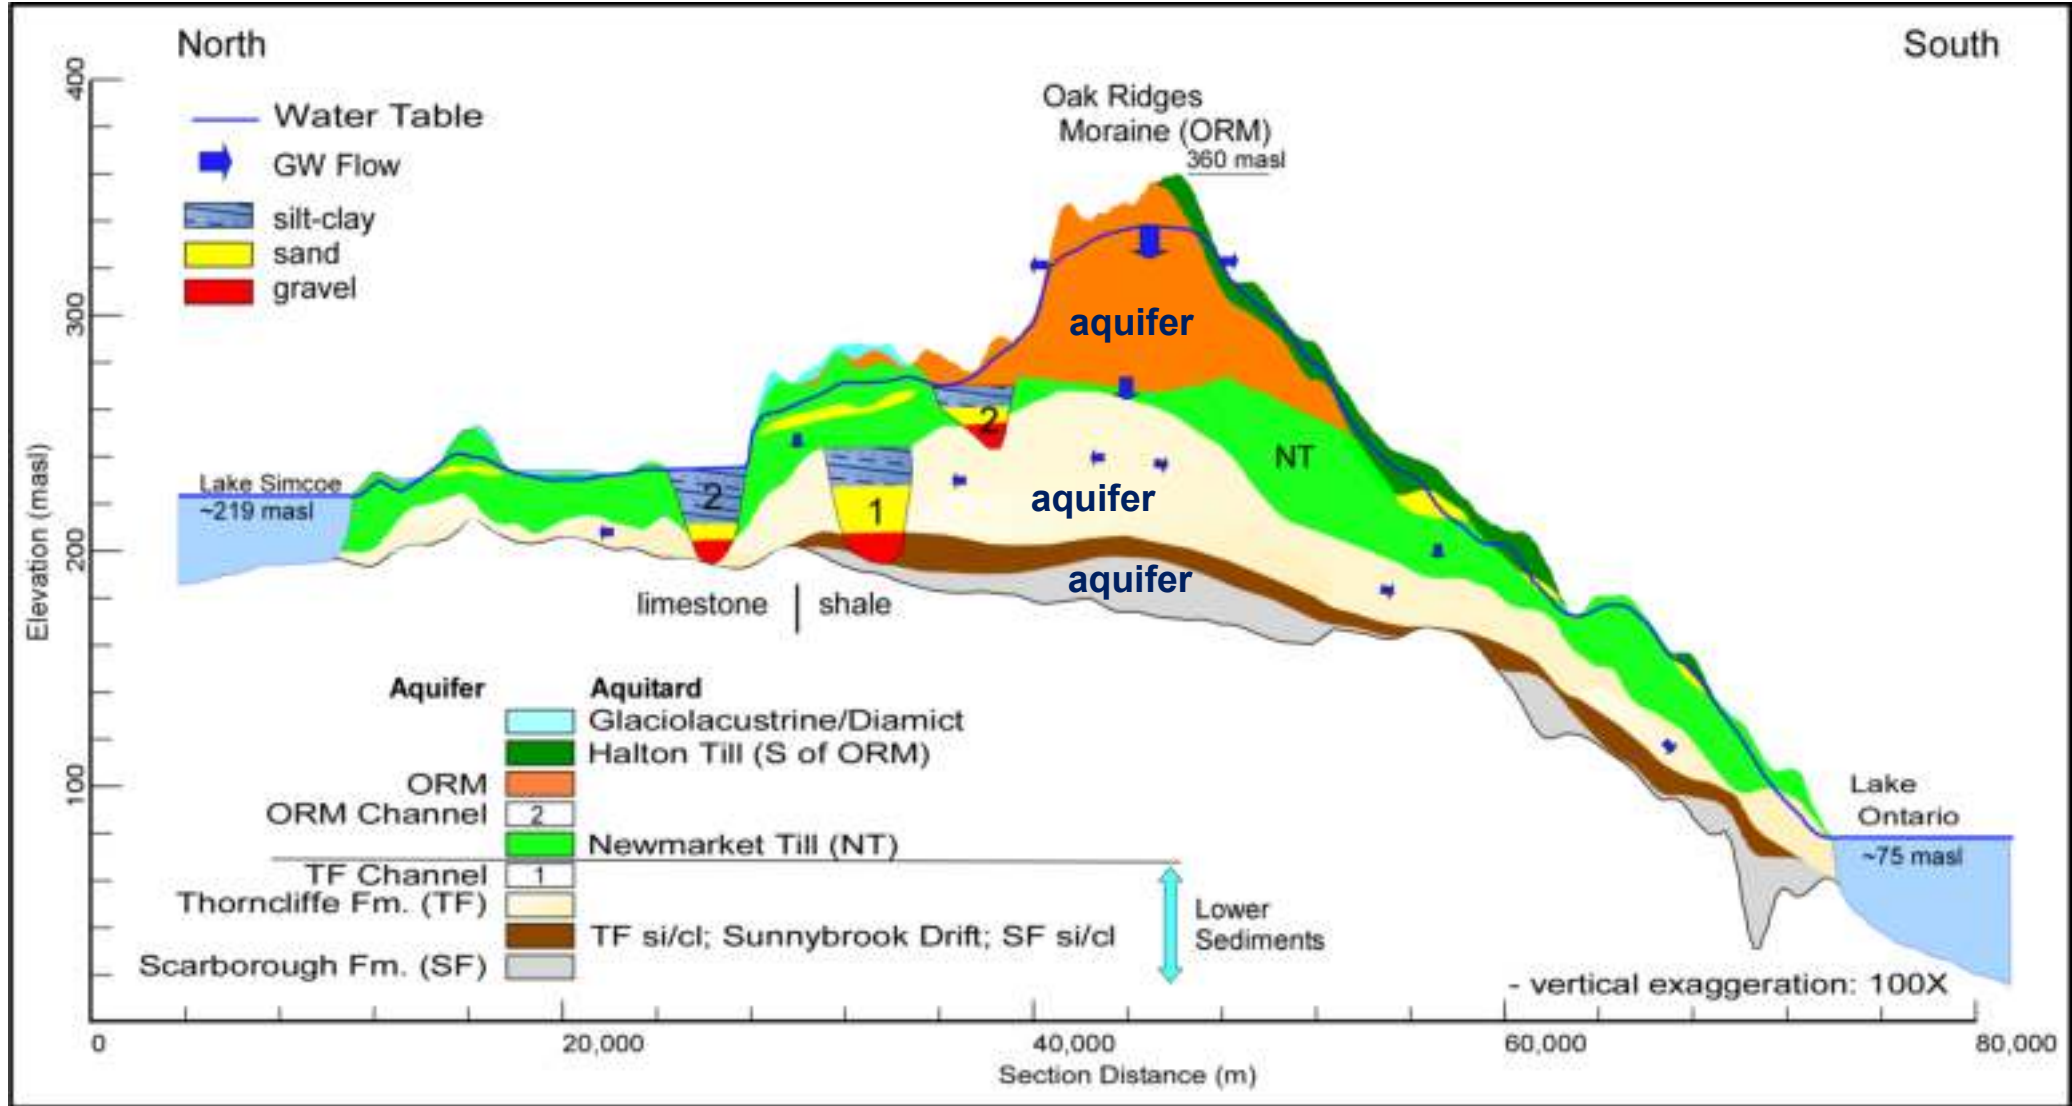 North
South
400
300
200
100
Elevation (masl)
Water Table
GW Flow
silt-clay
sand
gravel
Oak Ridges
Moraine (ORM)
360 masl
aquifer
2
NT
Lake Simcoe
~219 masl
2
1
aquifer
aquifer
limestone | shale
Aquifer Aquitard
Glaciolacustrine/Diamict
Halton Till (S of ORM)
ORM
ORM Channel 2
Newmarket Till (NT)
TF Channel 1
Thorncliffe Fm. (TF)
TF si/cl; Sunnybrook Drift; SF si/cl
Scarborough Fm. (SF)
Lower
Sediments
Lake
Ontario
~75 masl
- vertical exaggeration: 100X
0 20,000 40,000 60,000 80,000
Section Distance (m)